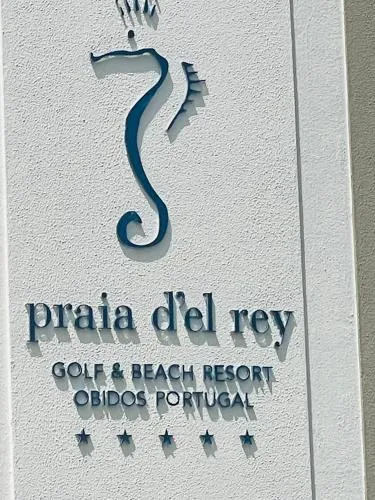 praia d'el rey
GOLF & BEACH RESORT
OBIDOS PORTUGAL